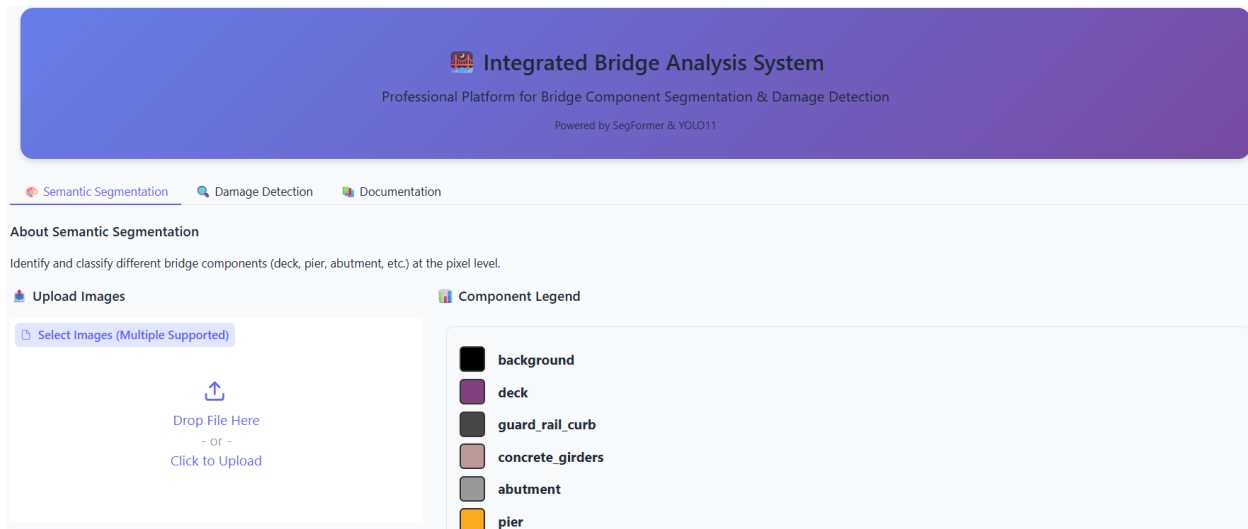 Integrated Bridge Analysis System
Professional Platform for Bridge Component Segmentation & Damage Detection
Powered by SegFormer & YOLO11
Semantic Segmentation
Damage Detection
Documentation
About Semantic Segmentation
Identify and classify different bridge components (deck, pier, abutment, etc.) at the pixel level.
Upload Images
Select Images (Multiple Supported)
Drop File Here
- or -
Click to Upload
Component Legend
background
deck
guard_rail_curb
concrete_girders
abutment
pier